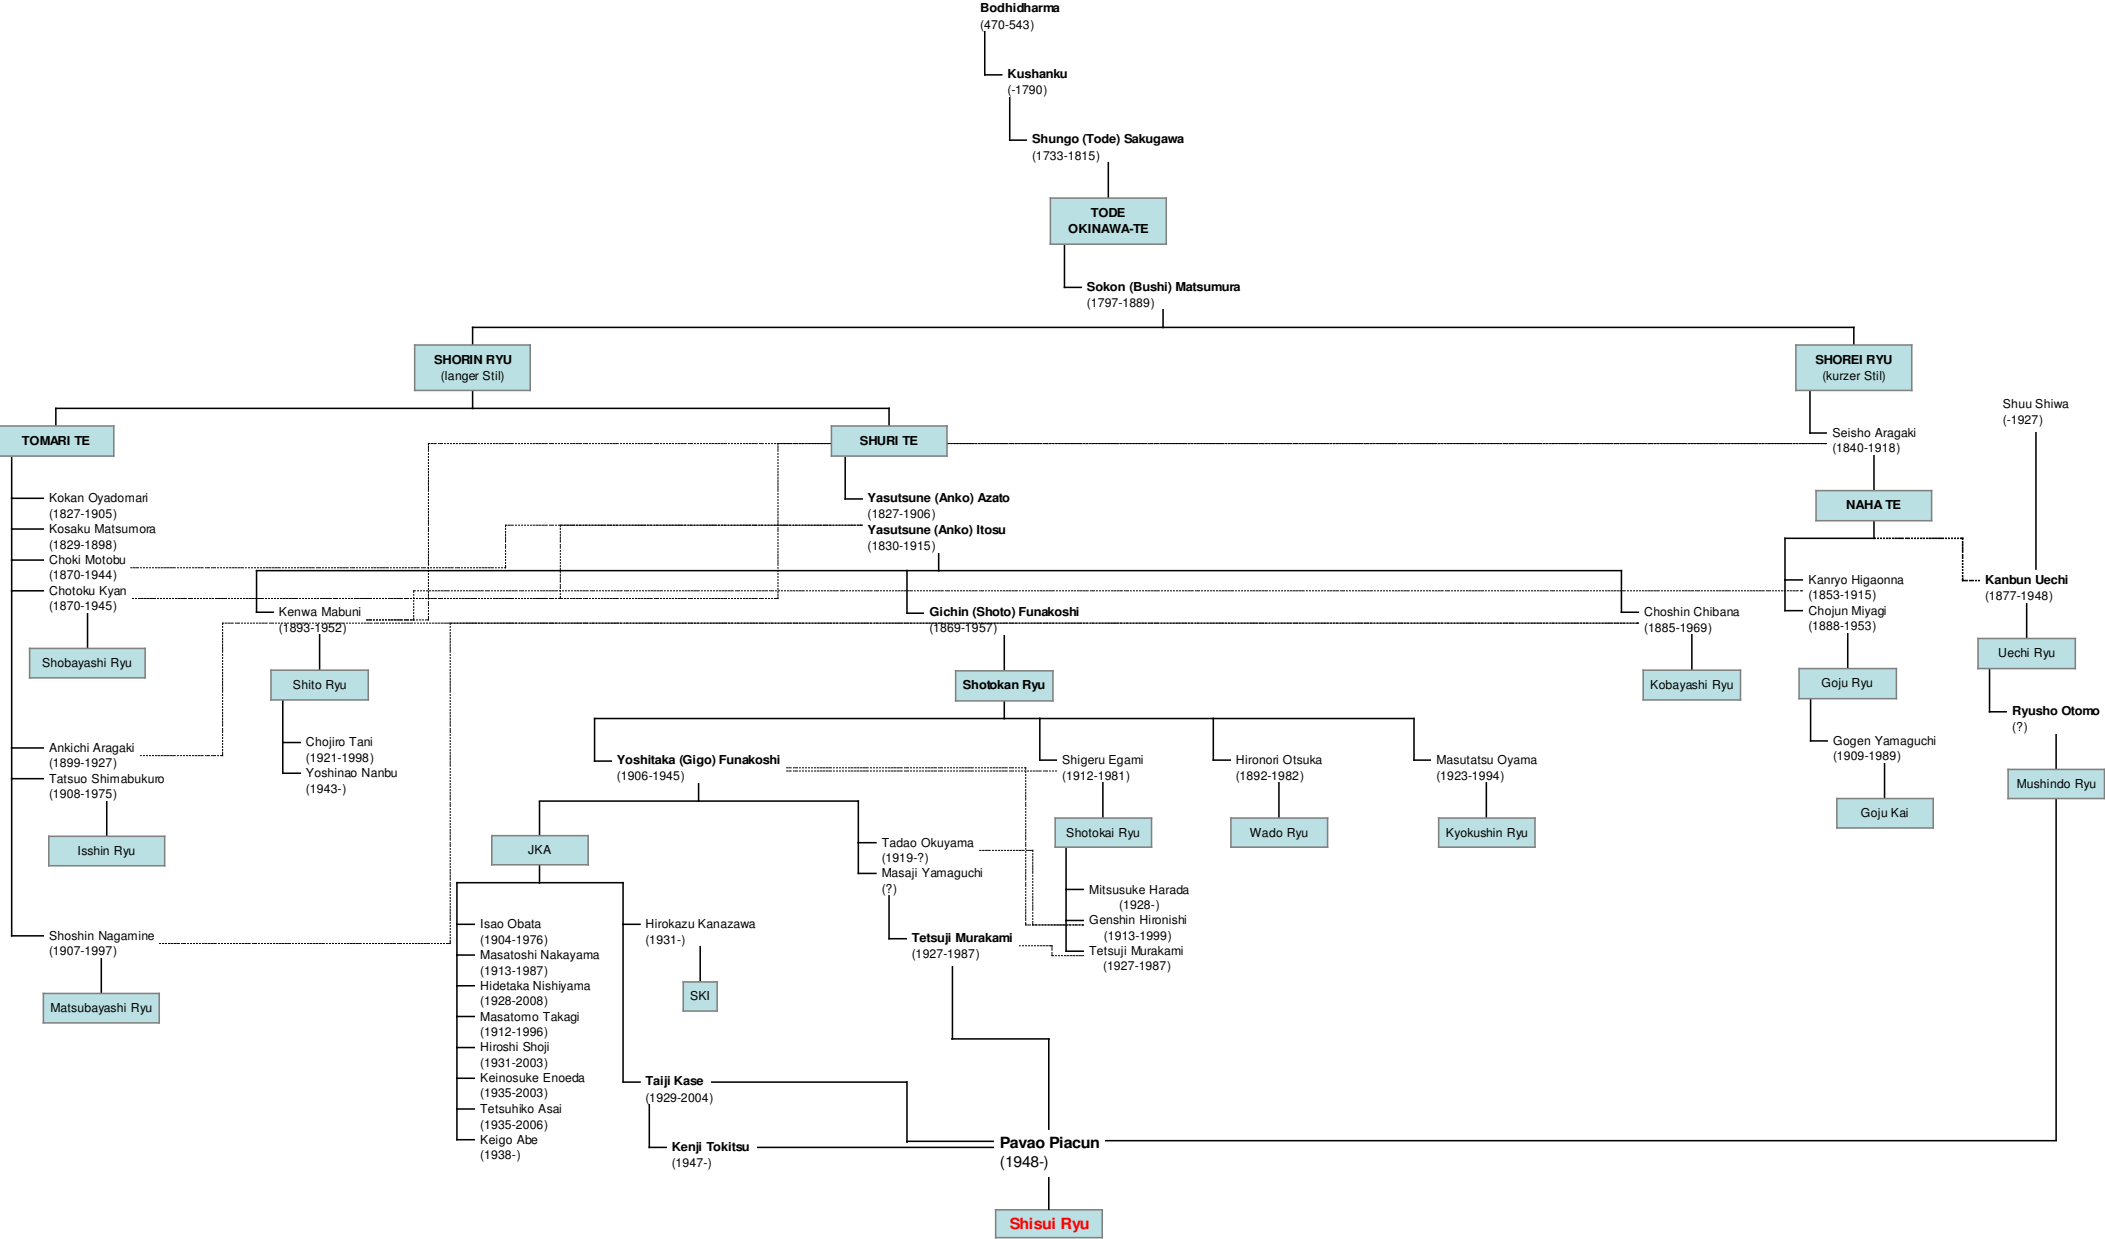 Bodhidharma
(470-543)
Kushanku
(-1790)
Shungo (Tode) Sakugawa
(1733-1815)
TODE
OKINAWA-TE
Sokon (Bushi) Matsumura
(1797-1889)
SHORIN RYU
(langer Stil)
SHOREI RYU
(kurzer Stil)
TOMARI TE
SHURI TE
Seisho Aragaki
(1840-1918)
Shuu Shiwa
(-1927)
NAHA TE
Kokan Oyadomari
(1827-1905)
Kosaku Matsumora
(1829-1898)
Choki Motobu
(1870-1944)
Chotoku Kyan
(1870-1945)
Shobayashi Ryu
Ankichi Aragaki
(1899-1927)
Tatsuo Shimabukuro
(1908-1975)
Isshin Ryu
Shoshin Nagamine
(1907-1997)
Matsubayashi Ryu
Yasutsune (Anko) Azato
(1827-1906)
Yasutsune (Anko) Itosu
(1830-1915)
Kenwa Mabuni
(1893-1952)
Shito Ryu
Chojiro Tani
(1921-1998)
Yoshinao Nanbu
(1943-)
Gichin (Shoto) Funakoshi
(1869-1957)
Shotokan Ryu
Choshin Chibana
(1885-1969)
Kobayashi Ryu
Kanryo Higaonna
(1853-1915)
Chojun Miyagi
(1888-1953)
Goju Ryu
Gogen Yamaguchi
(1909-1989)
Goju Kai
Kanbun Uechi
(1877-1948)
Uechi Ryu
Ryusho Otomo
(?)
Mushindo Ryu
Yoshitaka (Gigo) Funakoshi
(1906-1945)
Shigeru Egami
(1912-1981)
Hironori Otsuka
(1892-1982)
Masutatsu Oyama
(1923-1994)
JKA
Tadao Okuyama
(1919-?)
Masaji Yamaguchi
(?)
Tetsuji Murakami
(1927-1987)
Shotokai Ryu
Wado Ryu
Kyokushin Ryu
Mitsusuke Harada
(1928-)
Genshin Hironishi
(1913-1999)
Tetsuji Murakami
(1927-1987)
Isao Obata
(1904-1976)
Masatoshi Nakayama
(1913-1987)
Hidetaka Nishiyama
(1928-2008)
Masatomo Takagi
(1912-1996)
Hiroshi Shoji
(1931-2003)
Keinosuke Enoeda
(1935-2003)
Tetsuhiko Asai
(1935-2006)
Keigo Abe
(1938-)
Hirokazu Kanazawa
(1931-)
SKI
Taiji Kase
(1929-2004)
Kenji Tokitsu
(1947-)
Pavao Piacun
(1948-)
Shisui Ryu